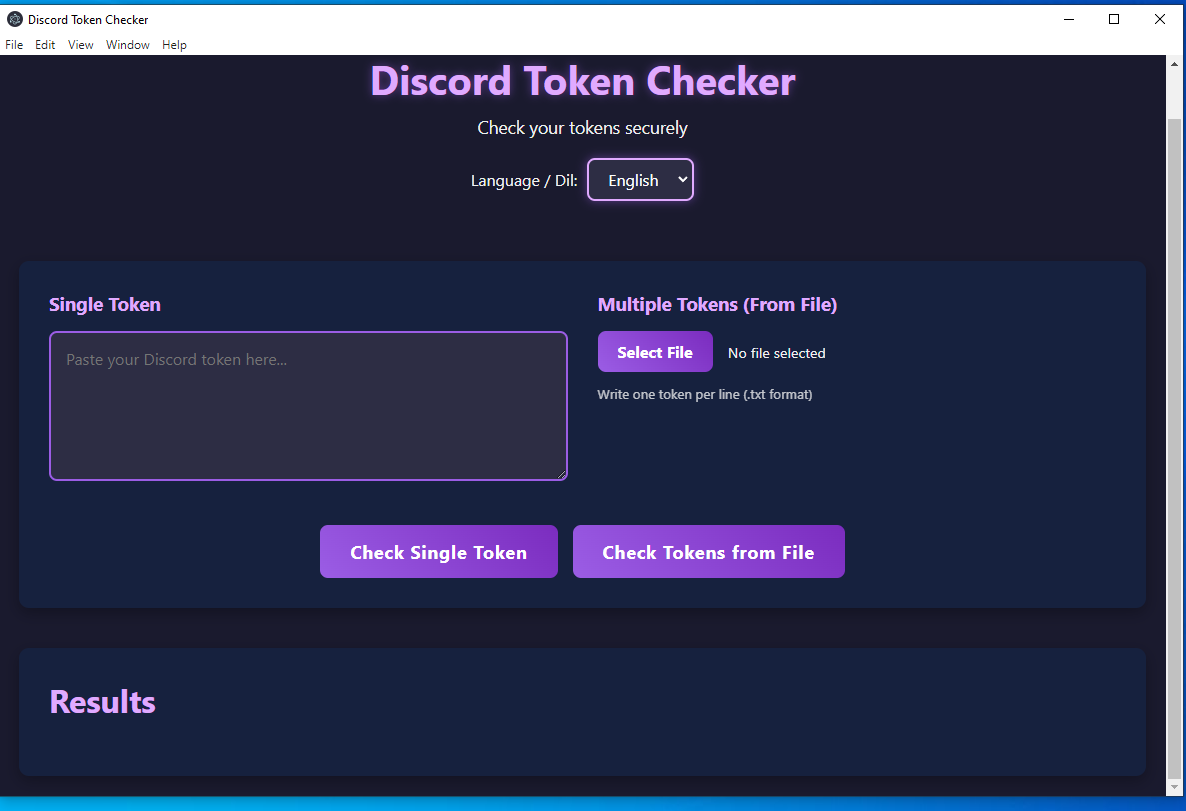 Discord Token Checker
File Edit View Window Help
Discord Token Checker
Check your tokens securely
Language / Dil: English
Single Token
Paste your Discord token here...
Multiple Tokens (From File)
Select File No file selected
Write one token per line (.txt format)
Check Single Token Check Tokens from File
Results